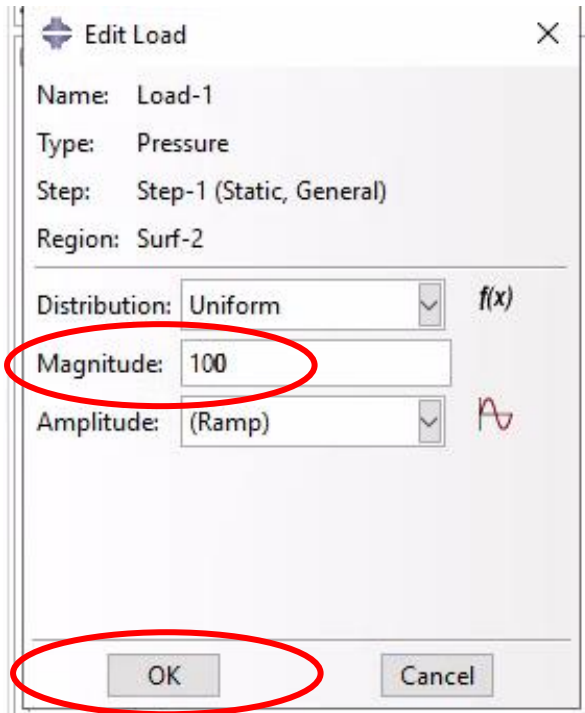 Edit Load
Name: Load-1
Type: Pressure
Step: Step-1 (Static, General)
Region: Surf-2
Distribution: Uniform f(x)
Magnitude: 100
Amplitude: (Ramp)
OK Cancel